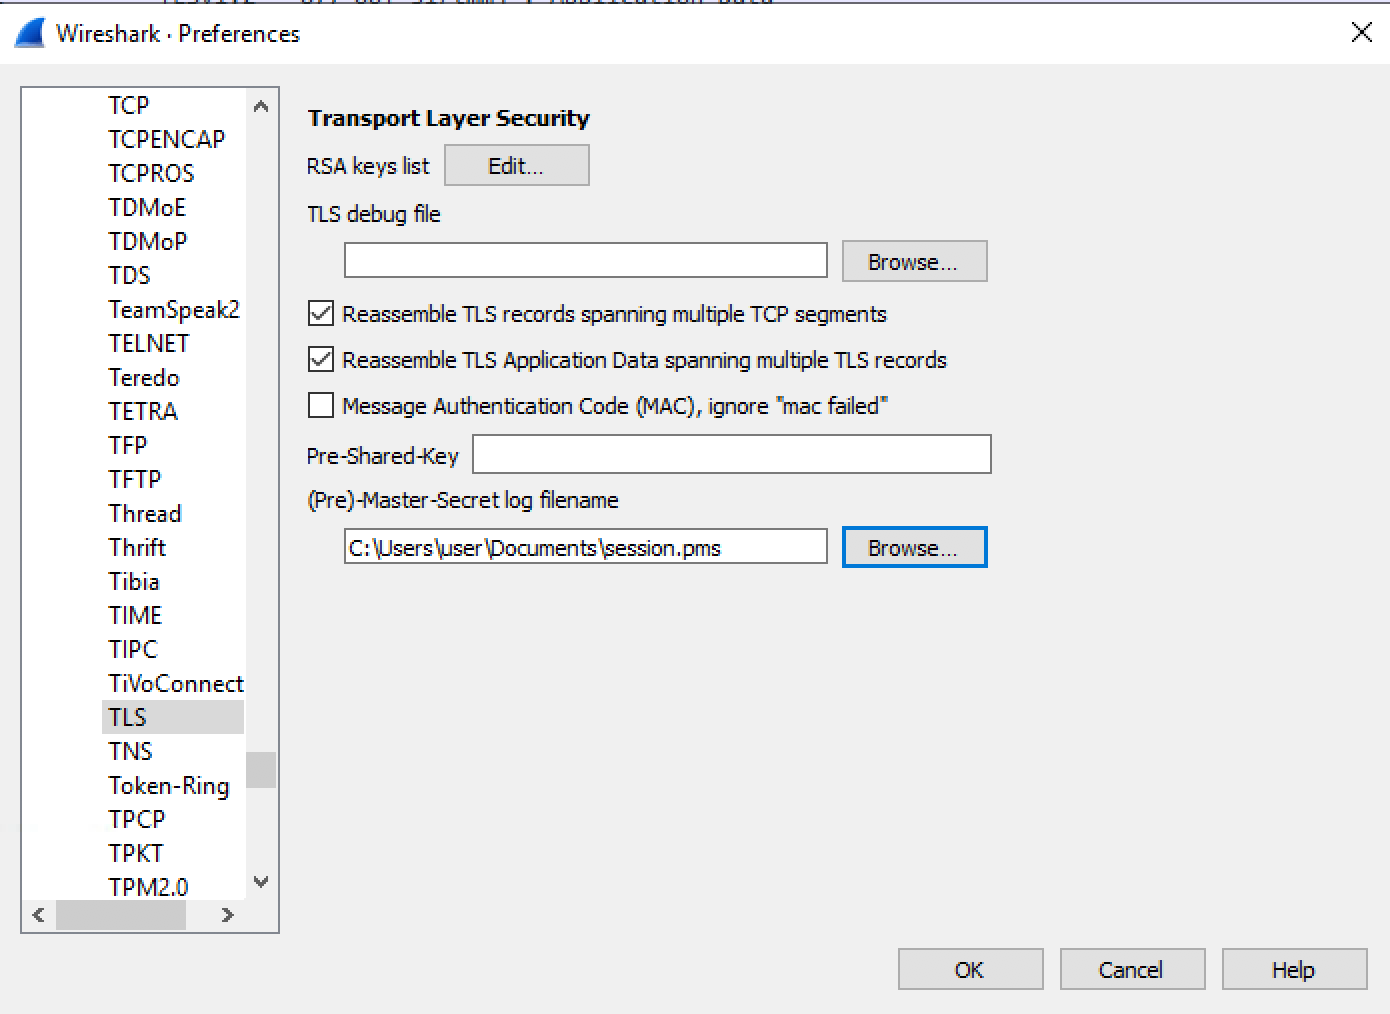 Wireshark · Preferences
TCP
TCPENCAP
TCPROS
TDMoE
TDMoP
TDS
TeamSpeak2
TELNET
Teredo
TETRA
TFP
TFTP
Thread
Thrift
Tibia
TIME
TIPC
TiVoConnect
TLS
TNS
Token-Ring
TPCP
TPKT
TPM2.0
Transport Layer Security
RSA keys list Edit...
TLS debug file
Browse...
Reassemble TLS records spanning multiple TCP segments
Reassemble TLS Application Data spanning multiple TLS records
Message Authentication Code (MAC), ignore "mac failed"
Pre-Shared-Key
(Pre)-Master-Secret log filename
C:\Users\user\Documents\session.pms Browse...
OK Cancel Help